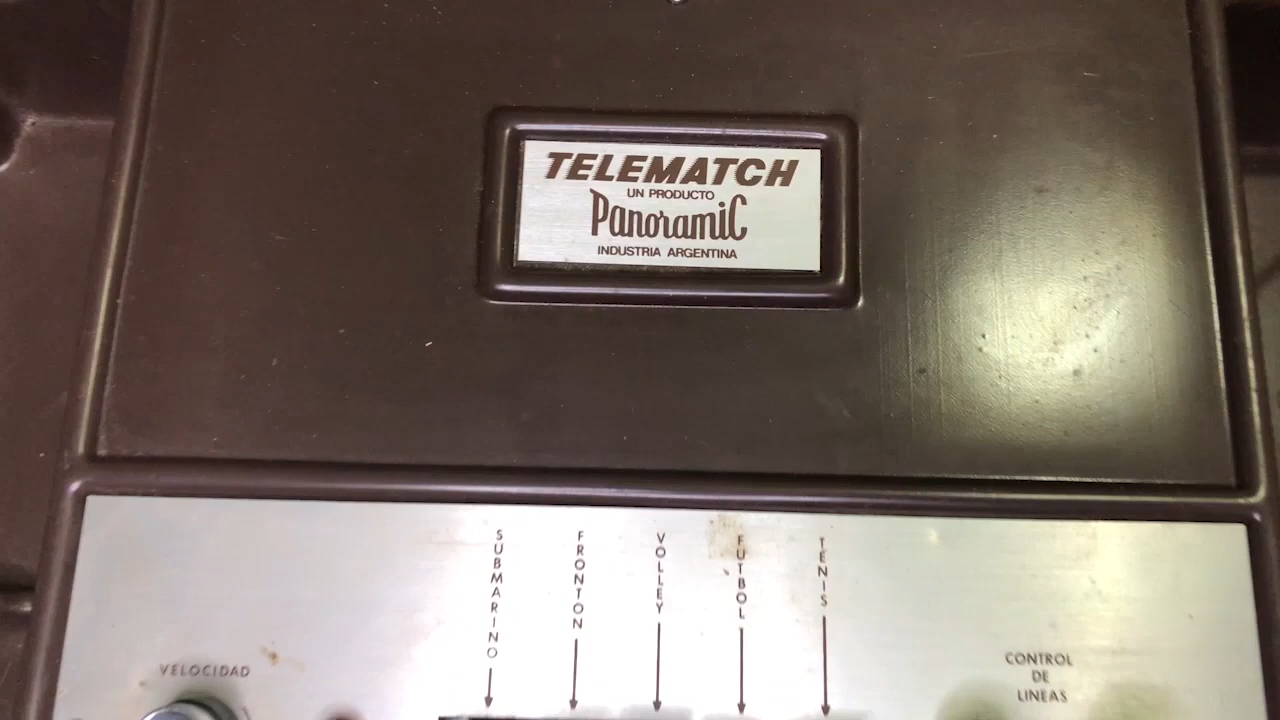 TELEMATCH
UN PRODUCTO
Panoramic
INDUSTRIA ARGENTINA
SUBMARINO
FRONTON
VOLLEY
FUTBOL
TENIS
VELOCIDAD
CONTROL
DE
LINEAS